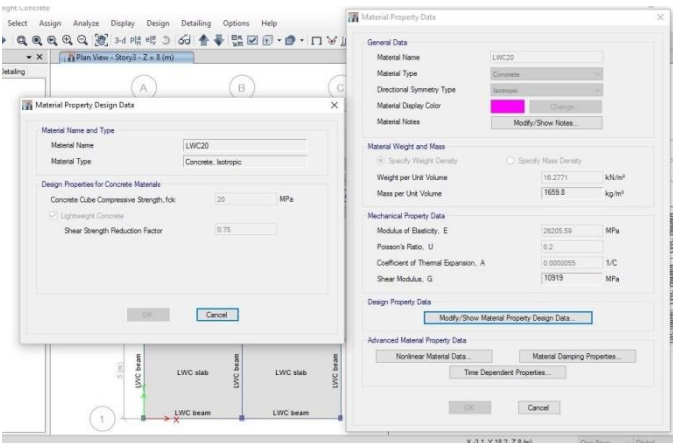 ight Concrete
Select Assign Analyze Display Design Detailing Options Help
3-d
Plan View - Story3 - Z = 8 (m)
Detailing
A B C
Material Property Design Data
Material Name and Type
Material Name LWC20
Material Type Concrete, Isotropic
Design Properties for Concrete Materials
Concrete Cube Compressive Strength, fck 20 MPa
Lightweight Concrete
Shear Strength Reduction Factor 0.75
OK Cancel
5 (m)
LWC beam
LWC slab
LWC beam
LWC slab
LWC beam
LWC beam
LWC beam
1
X
Material Property Data
General Data
Material Name LWC20
Material Type Concrete
Directional Symmetry Type Isotropic
Material Display Color Change...
Material Notes Modify/Show Notes...
Material Weight and Mass
Specify Weight Density Specify Mass Density
Weight per Unit Volume 16.2771 kN/m³
Mass per Unit Volume 1659.8 kg/m³
Mechanical Property Data
Modulus of Elasticity, E 26205.59 MPa
Poisson's Ratio, U 0.2
Coefficient of Thermal Expansion, A 0.0000055 1/C
Shear Modulus, G 10919 MPa
Design Property Data
Modify/Show Material Property Design Data...
Advanced Material Property Data
Nonlinear Material Data... Material Damping Properties...
Time Dependent Properties...
OK Cancel